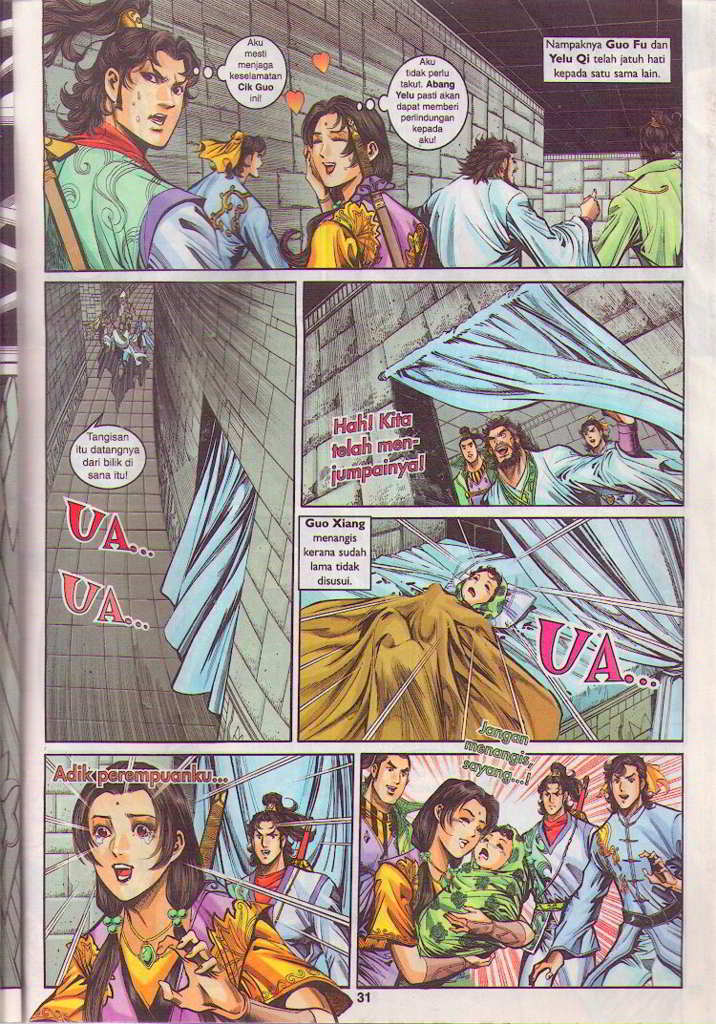 Aku
mesti
menjaga
keselamatan
Cik Guo
ini!
Aku
tidak perlu
takut. Abang
Yelu pasti akan
dapat memberi
perlindungan
kepada
aku!
Nampaknya Guo Fu dan
Yelu Qi telah jatuh hati
kepada satu sama lain.
Tangisan
itu datangnya
dari bilik di
sana itu!
UA...
UA...
Hah! Kita
telah men-
jumpainya!
Guo Xiang
menangis
kerana sudah
lama tidak
disusui.
UA...
Adik perempuanku...
Jangan
menangis,
sayang...!
31